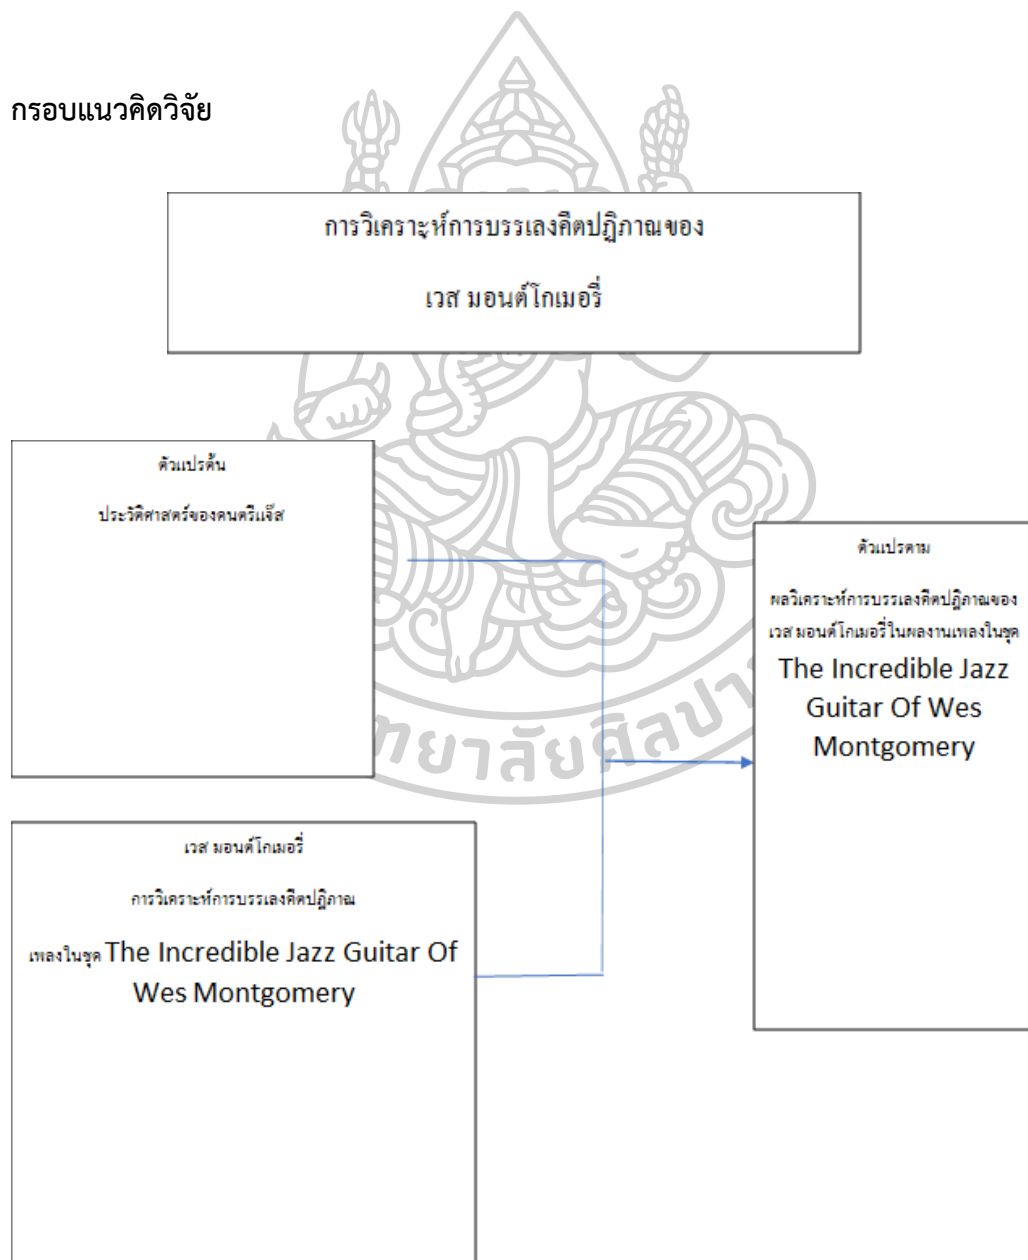 กรอบแนวคิดวิจัย
การวิเคราะห์การบรรเลงคีตปฏิภาณของ
เวส มอนต์โกเมอรี่
ตัวแปรต้น
ประวัติศาสตร์ของดนตรีแจ๊ส
ตัวแปรตาม
ผลวิเคราะห์การบรรเลงคีตปฏิภาณของ
เวส มอนต์โกเมอรี่ในผลงานเพลงในชุด
The Incredible Jazz
Guitar Of Wes
Montgomery
เวส มอนต์โกเมอรี่
การวิเคราะห์การบรรเลงคีตปฏิภาณ
เพลงในชุด The Incredible Jazz Guitar Of
Wes Montgomery
ทยาลัยศิลปา